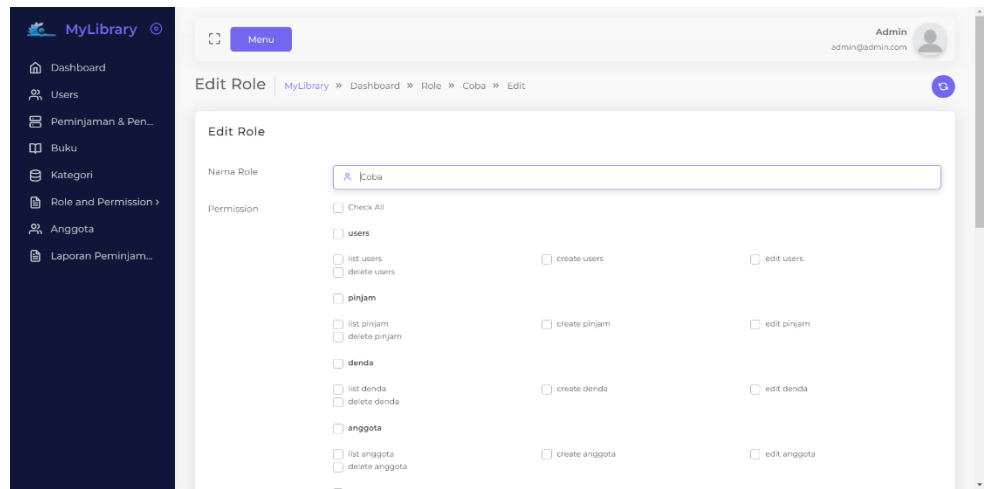 MyLibrary
Dashboard
Users
Peminjaman & Pen...
Buku
Kategori
Role and Permission
Anggota
Laporan Peminjam...
Menu
Admin
admin@admin.com
Edit Role
MyLibrary » Dashboard » Role » Coba » Edit
Edit Role
Nama Role
Coba
Permission
Check All
users
list users create users edit users
delete users
pinjam
list pinjam create pinjam edit pinjam
delete pinjam
denda
list denda create denda edit denda
delete denda
anggota
list anggota create anggota edit anggota
delete anggota